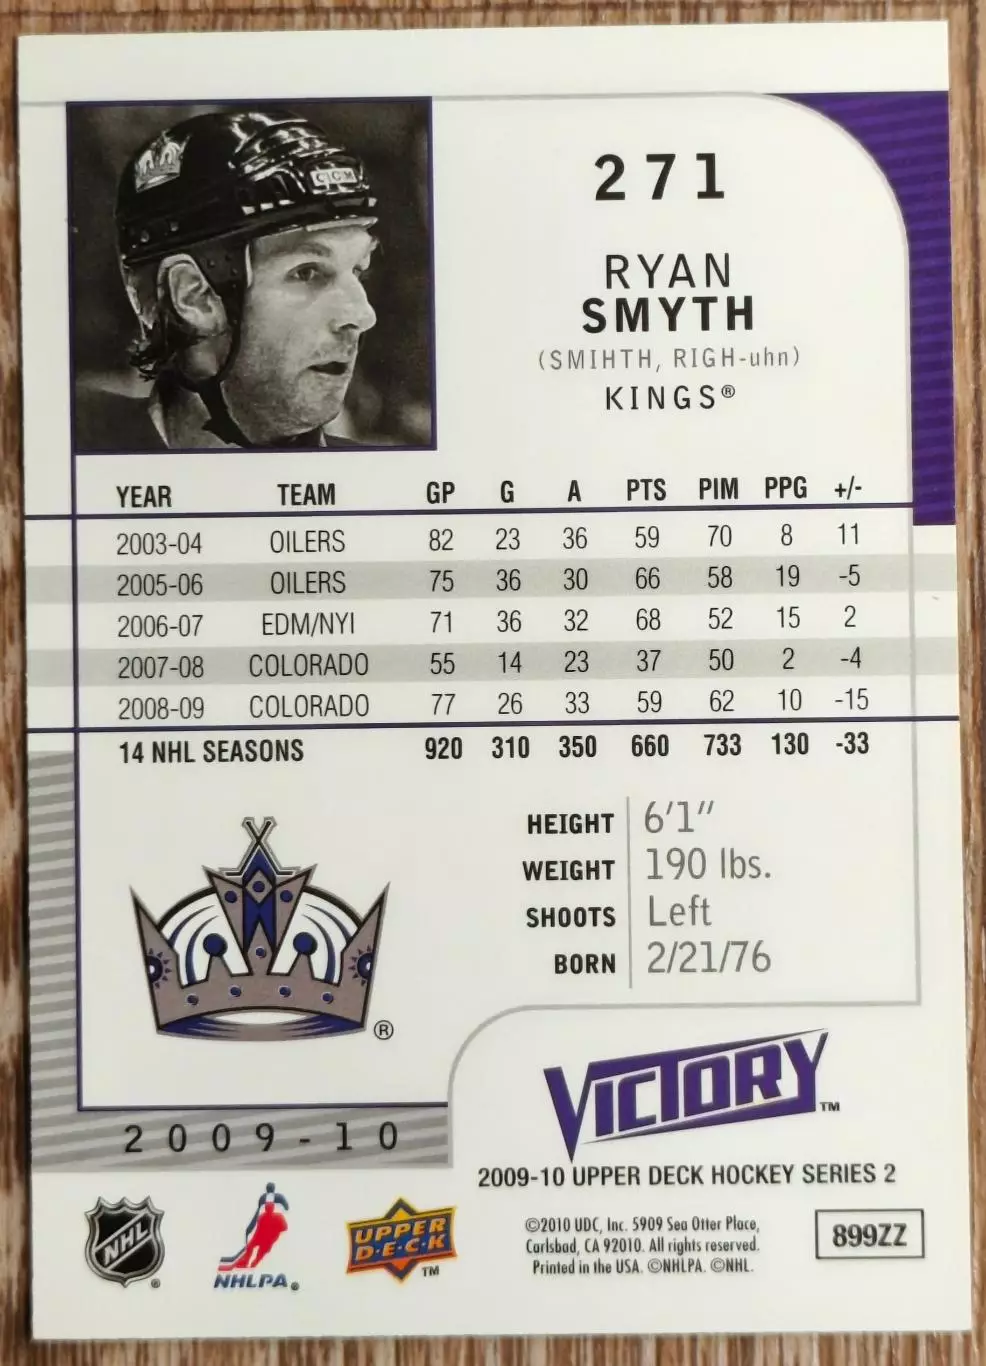 CCM
271
RYAN
SMYTH
(SMIHTH, RIGH-uhn)
KINGS®
YEAR TEAM GP G A PTS PIM PPG +/-
2003-04 OILERS 82 23 36 59 70 8 11
2005-06 OILERS 75 36 30 66 58 19 -5
2006-07 EDM/NYI 71 36 32 68 52 15 2
2007-08 COLORADO 55 14 23 37 50 2 -4
2008-09 COLORADO 77 26 33 59 62 10 -15
14 NHL SEASONS 920 310 350 660 733 130 -33
HEIGHT 6'1"
WEIGHT 190 lbs.
SHOOTS Left
BORN 2/21/76
®
VICTORY™
2009-10
2009-10 UPPER DECK HOCKEY SERIES 2
NHL®
NHLPA®
UPPER
D·E·C·K™
©2010 UDC, Inc. 5909 Sea Otter Place,
Carlsbad, CA 92010. All rights reserved.
Printed in the USA. ©NHLPA. ©NHL.
899ZZ